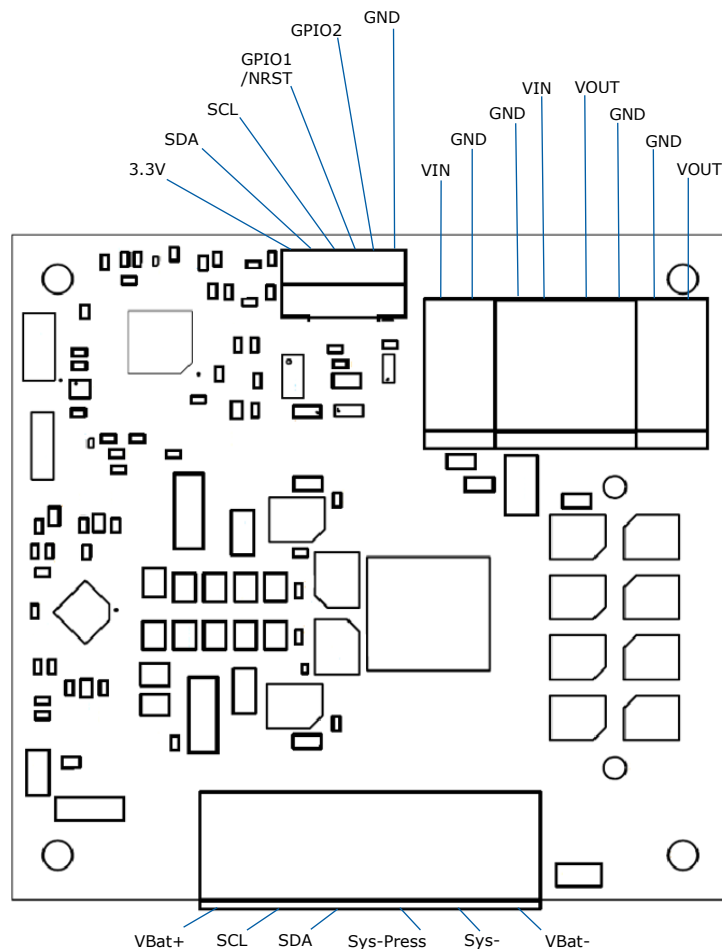 GND
GPIO2
GPIO1
/NRST
SCL
SDA
3.3V
VIN
VOUT
GND
GND
GND
GND
VIN
VOUT
VBat+
SCL
SDA
Sys-Press
Sys-
VBat-